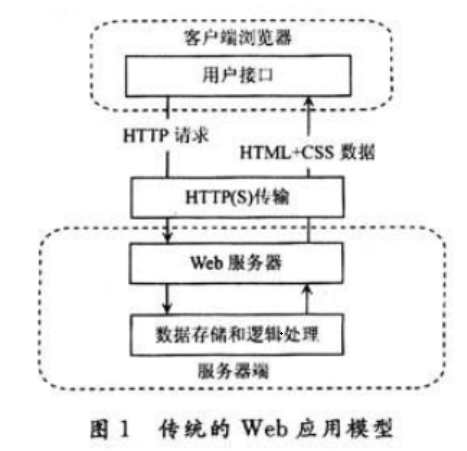 客户端浏览器
用户接口
HTTP 请求
HTML+CSS 数据
HTTP(S)传输
Web 服务器
数据存储和逻辑处理
服务器端
图 1 传统的 Web 应用模型